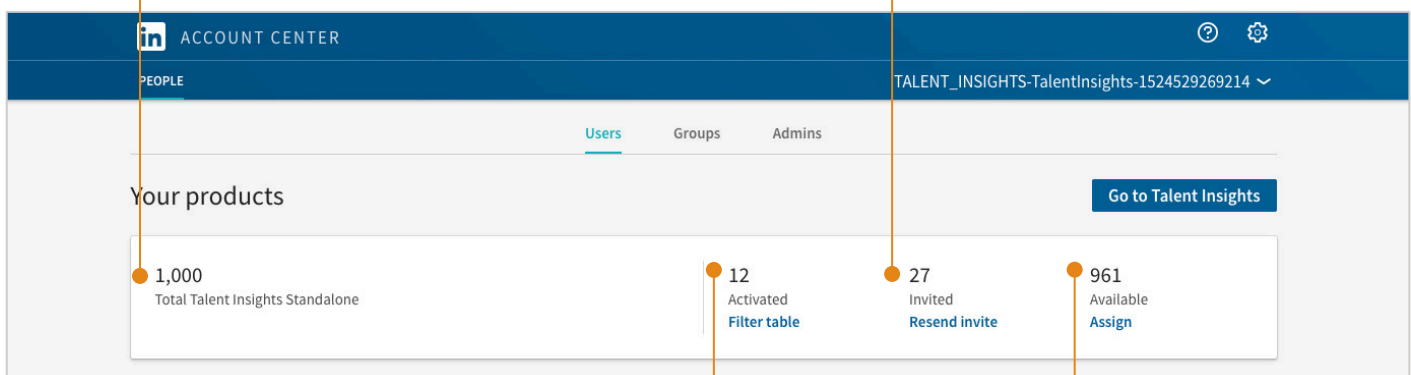 in ACCOUNT CENTER
PEOPLE
TALENT_INSIGHTS-TalentInsights-1524529269214
Users Groups Admins
Your products
Go to Talent Insights
1,000
Total Talent Insights Standalone
12
Activated
Filter table
27
Invited
Resend invite
961
Available
Assign